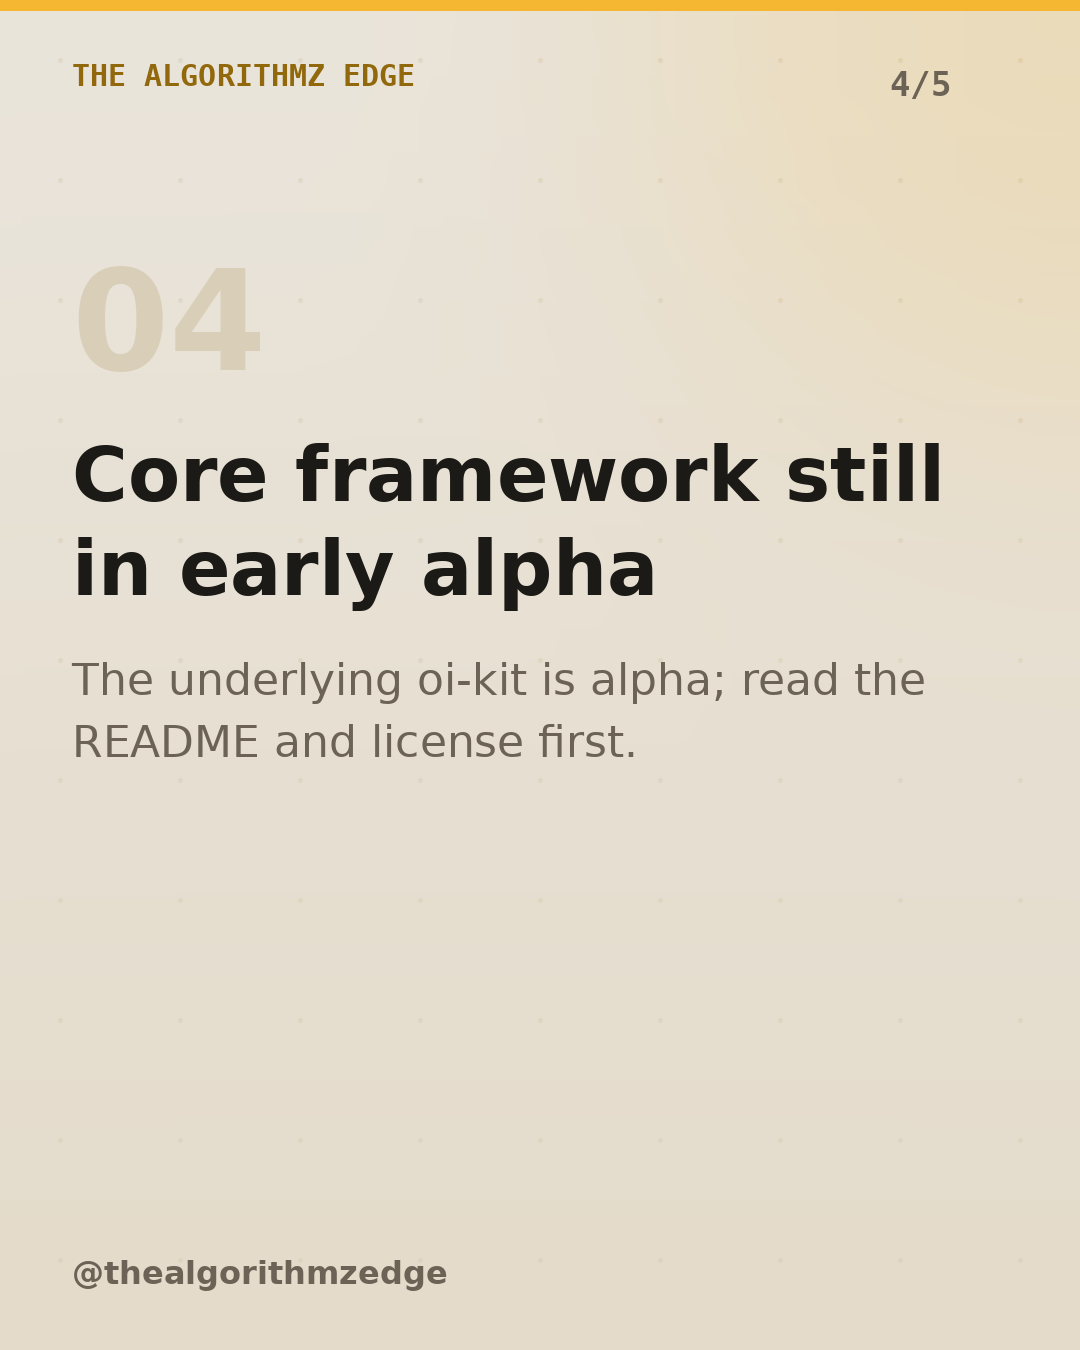 THE ALGORITHMZ EDGE
4/5
04
Core framework still
in early alpha
The underlying oi-kit is alpha; read the
README and license first.
@thealgorithmzedge